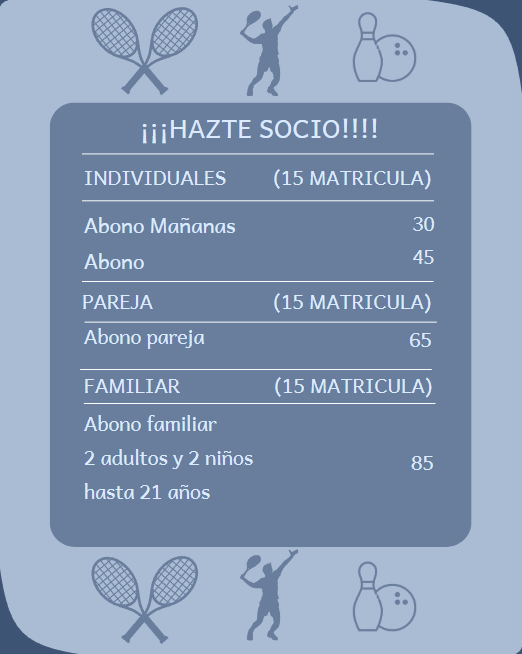 ¡¡¡HAZTE SOCIO!!!!
INDIVIDUALES (15 MATRICULA)
Abono Mañanas 30
Abono 45
PAREJA (15 MATRICULA)
Abono pareja 65
FAMILIAR (15 MATRICULA)
Abono familiar
2 adultos y 2 niños 85
hasta 21 años